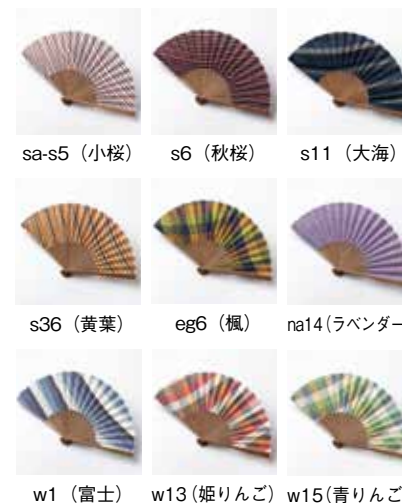 sa-s5（小桜）
s6（秋桜）
s11（大海）
s36（黄葉）
eg6（楓）
na14（ラベンダー
w1（富士）
w13（姫りんご）
w15（青りんご